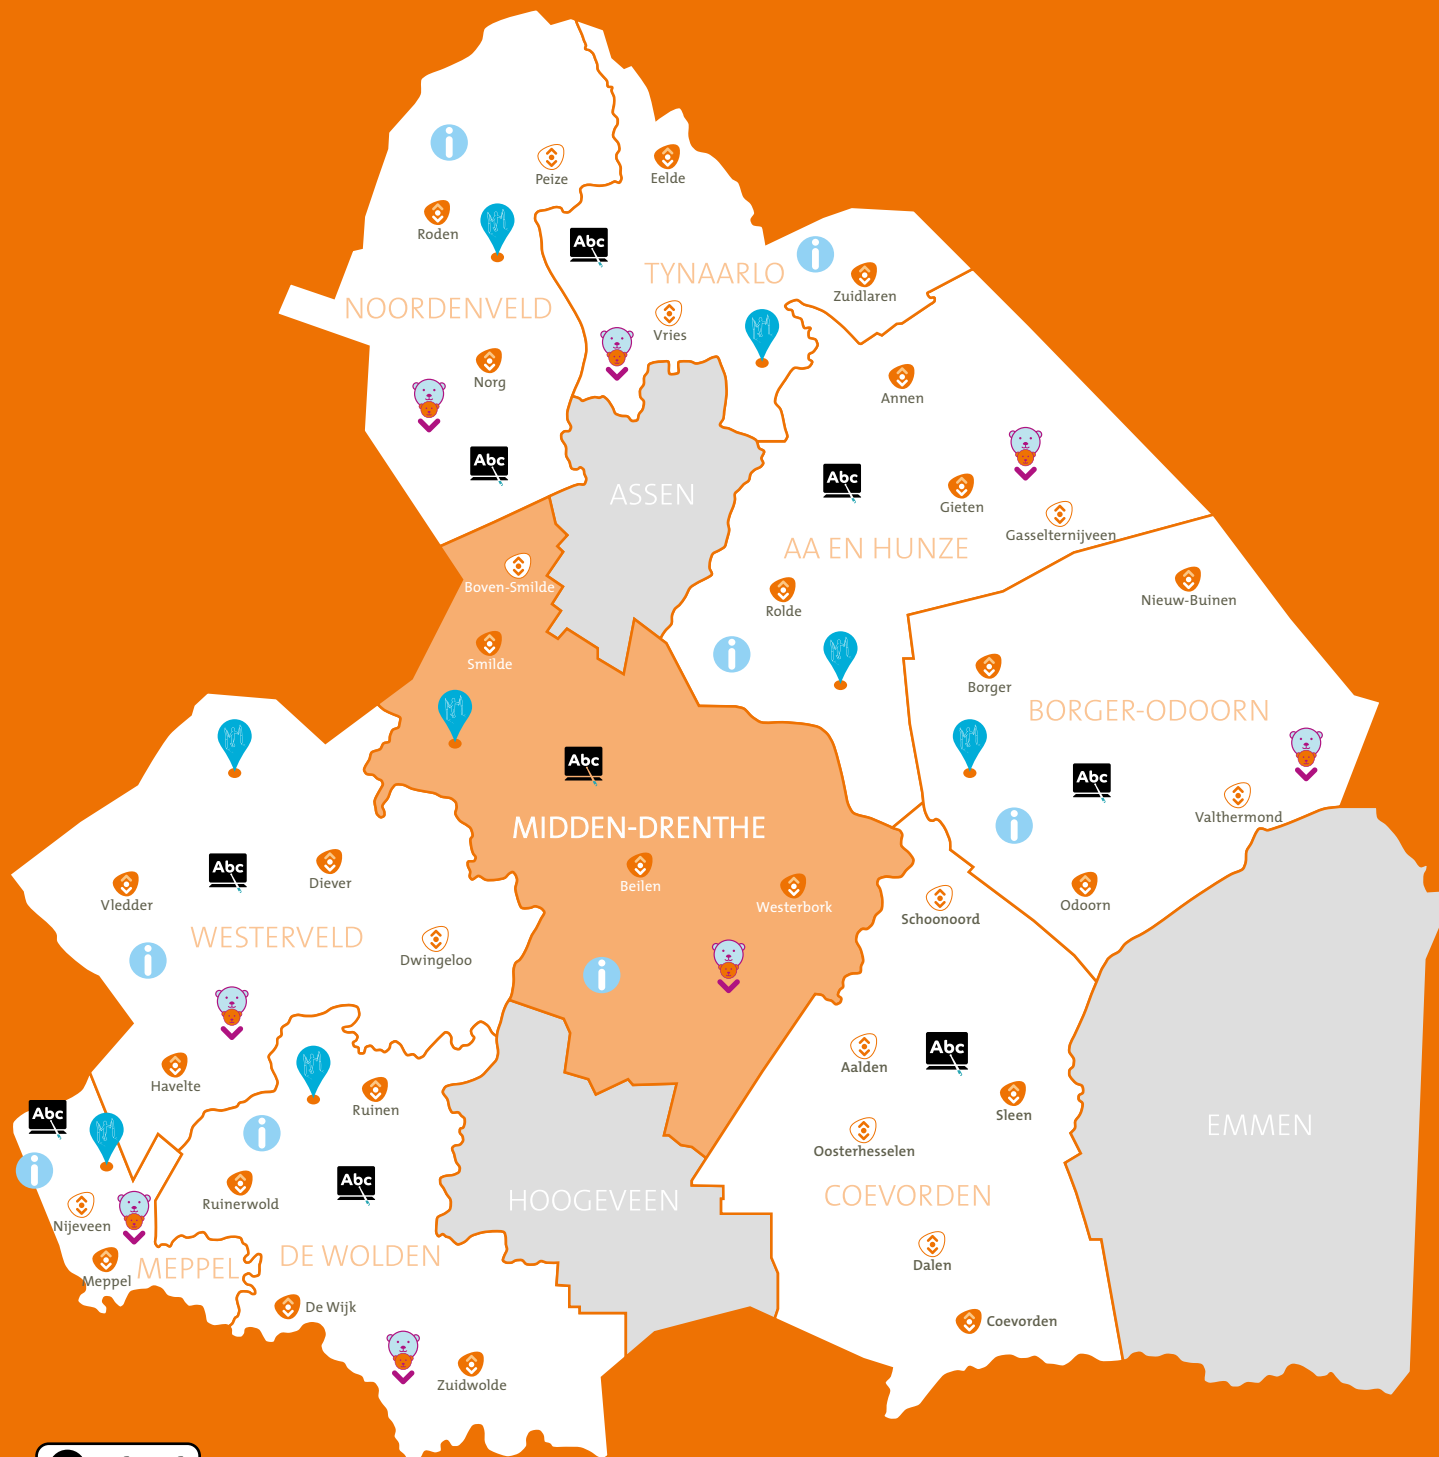 Peize
Eelde
Roden
Abc
TYNAARLO
Zuidlaren
NOORDENVELD
Vries
Norg
Annen
Abc
ASSEN
Abc
Gieten
Gasselternijveen
AA EN HUNZE
Boven-Smilde
Rolde
Nieuw-Buinen
Smilde
Borger
BORGER-ODOORN
Abc
Abc
Valthermond
MIDDEN-DRENTHE
Abc
Diever
Vledder
Beilen
Westerbork
Odoorn
Schoonoord
WESTERVELD
Dwingeloo
Abc
Aalden
Havelte
Ruinen
Sleen
Abc
EMMEN
Oosterhesselen
Abc
Ruinerwold
HOOGEVEEN
COEVORDEN
Nijeveen
DE WOLDEN
MEPPEL
Meppel
Dalen
De Wijk
Coevorden
Zuidwolde